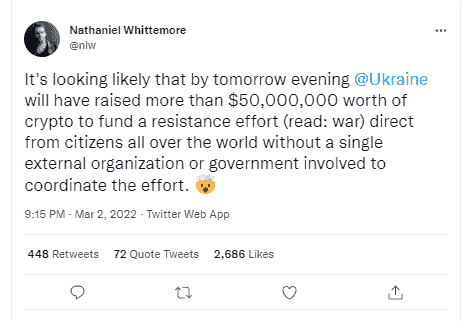 Nathaniel Whittemore
@nlw
It's looking likely that by tomorrow evening @Ukraine
will have raised more than $50,000,000 worth of
crypto to fund a resistance effort (read: war) direct
from citizens all over the world without a single
external organization or government involved to
coordinate the effort. 🤯
9:15 PM · Mar 2, 2022 · Twitter Web App
448 Retweets 72 Quote Tweets 2,686 Likes